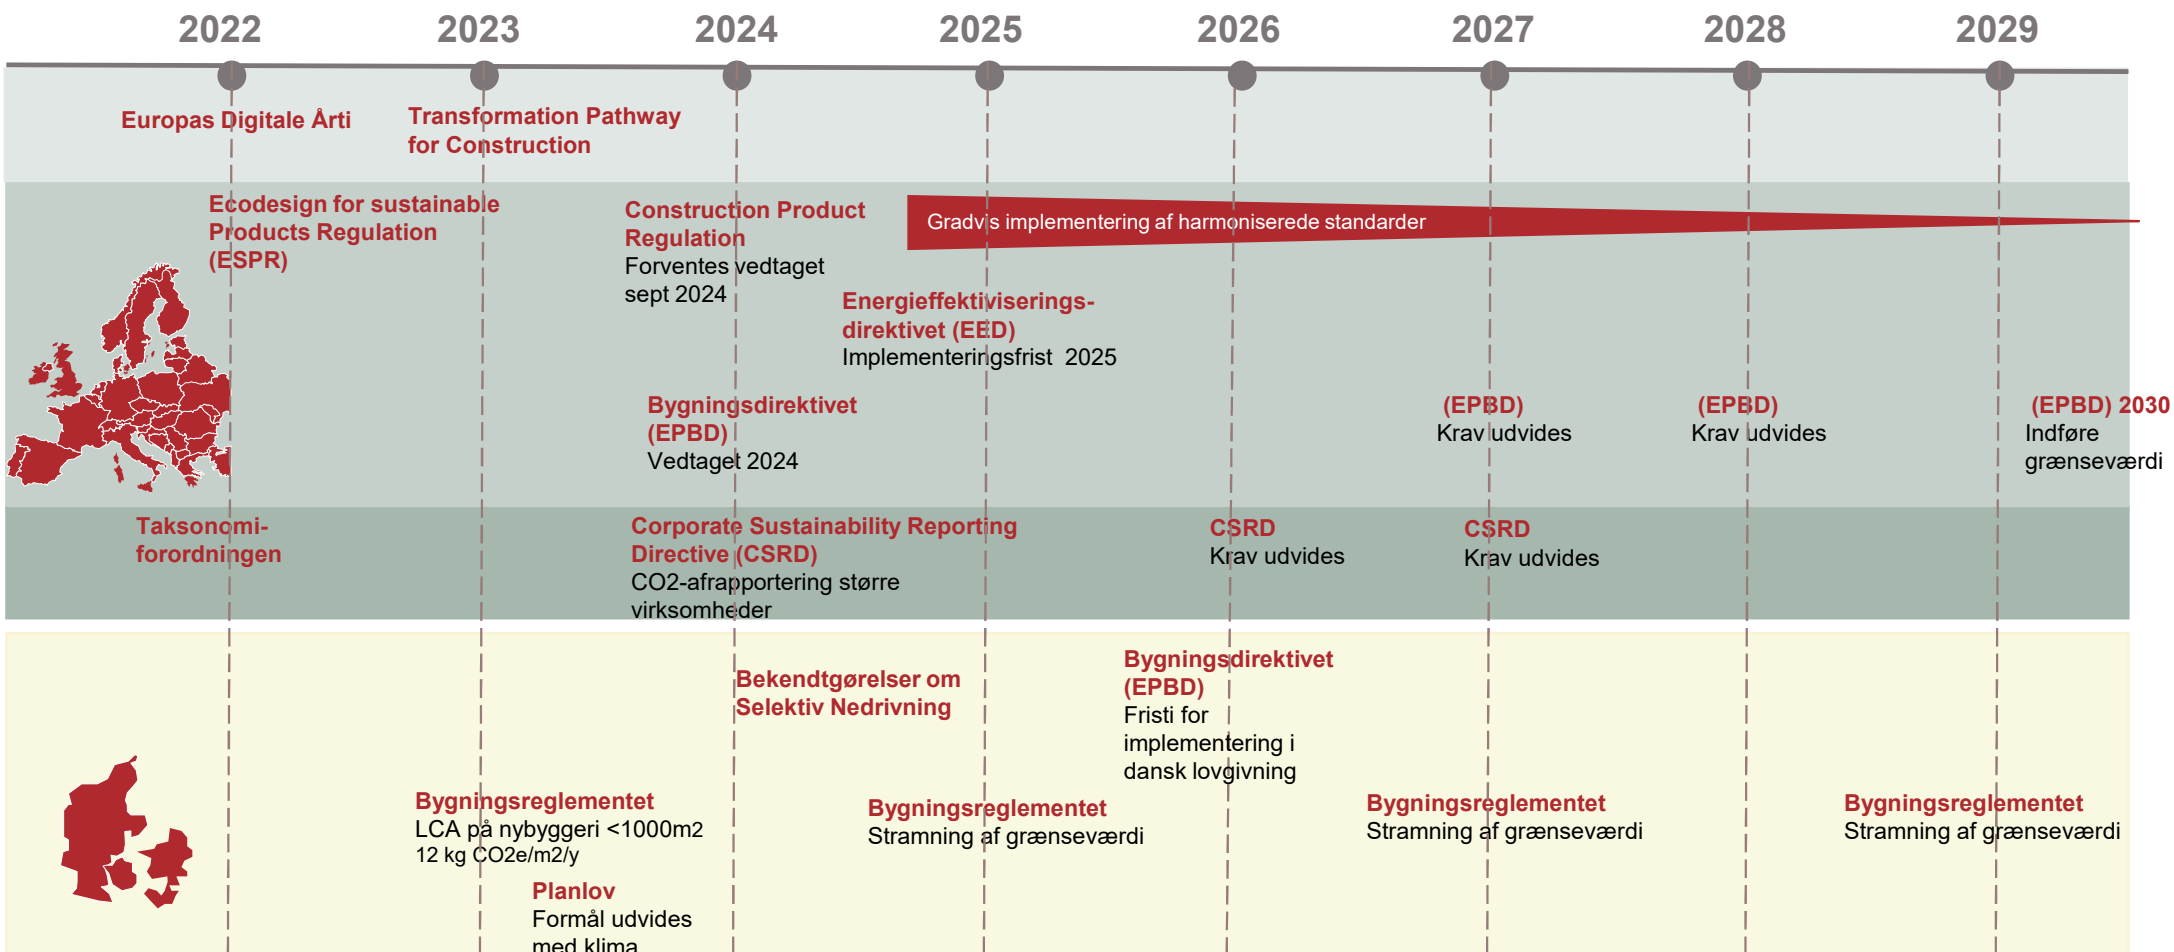 2022 2023 2024 2025 2026 2027 2028 2029
Europas Digitale Årti
Transformation Pathway
for Construction
Ecodesign for sustainable
Products Regulation
(ESPR)
Construction Product
Regulation
Forventes vedtaget
sept 2024
Gradvis implementering af harmoniserede standarder
Energieffektiviserings-
direktivet (EED)
Implementeringsfrist 2025
Bygningsdirektivet
(EPBD)
Vedtaget 2024
(EPBD)
Krav udvides
(EPBD)
Krav udvides
(EPBD) 2030
Indføre
grænseværdi
Taksonomi-
forordningen
Corporate Sustainability Reporting
Directive (CSRD)
CO2-afrapportering større
virksomheder
CSRD
Krav udvides
CSRD
Krav udvides
Bekendtgørelser om
Selektiv Nedrivning
Bygningsdirektivet
(EPBD)
Fristi for
implementering i
dansk lovgivning
Bygningsreglementet
LCA på nybyggeri <1000m2
12 kg CO2e/m2/y
Planlov
Formål udvides
med klima
Bygningsreglementet
Stramning af grænseværdi
Bygningsreglementet
Stramning af grænseværdi
Bygningsreglementet
Stramning af grænseværdi